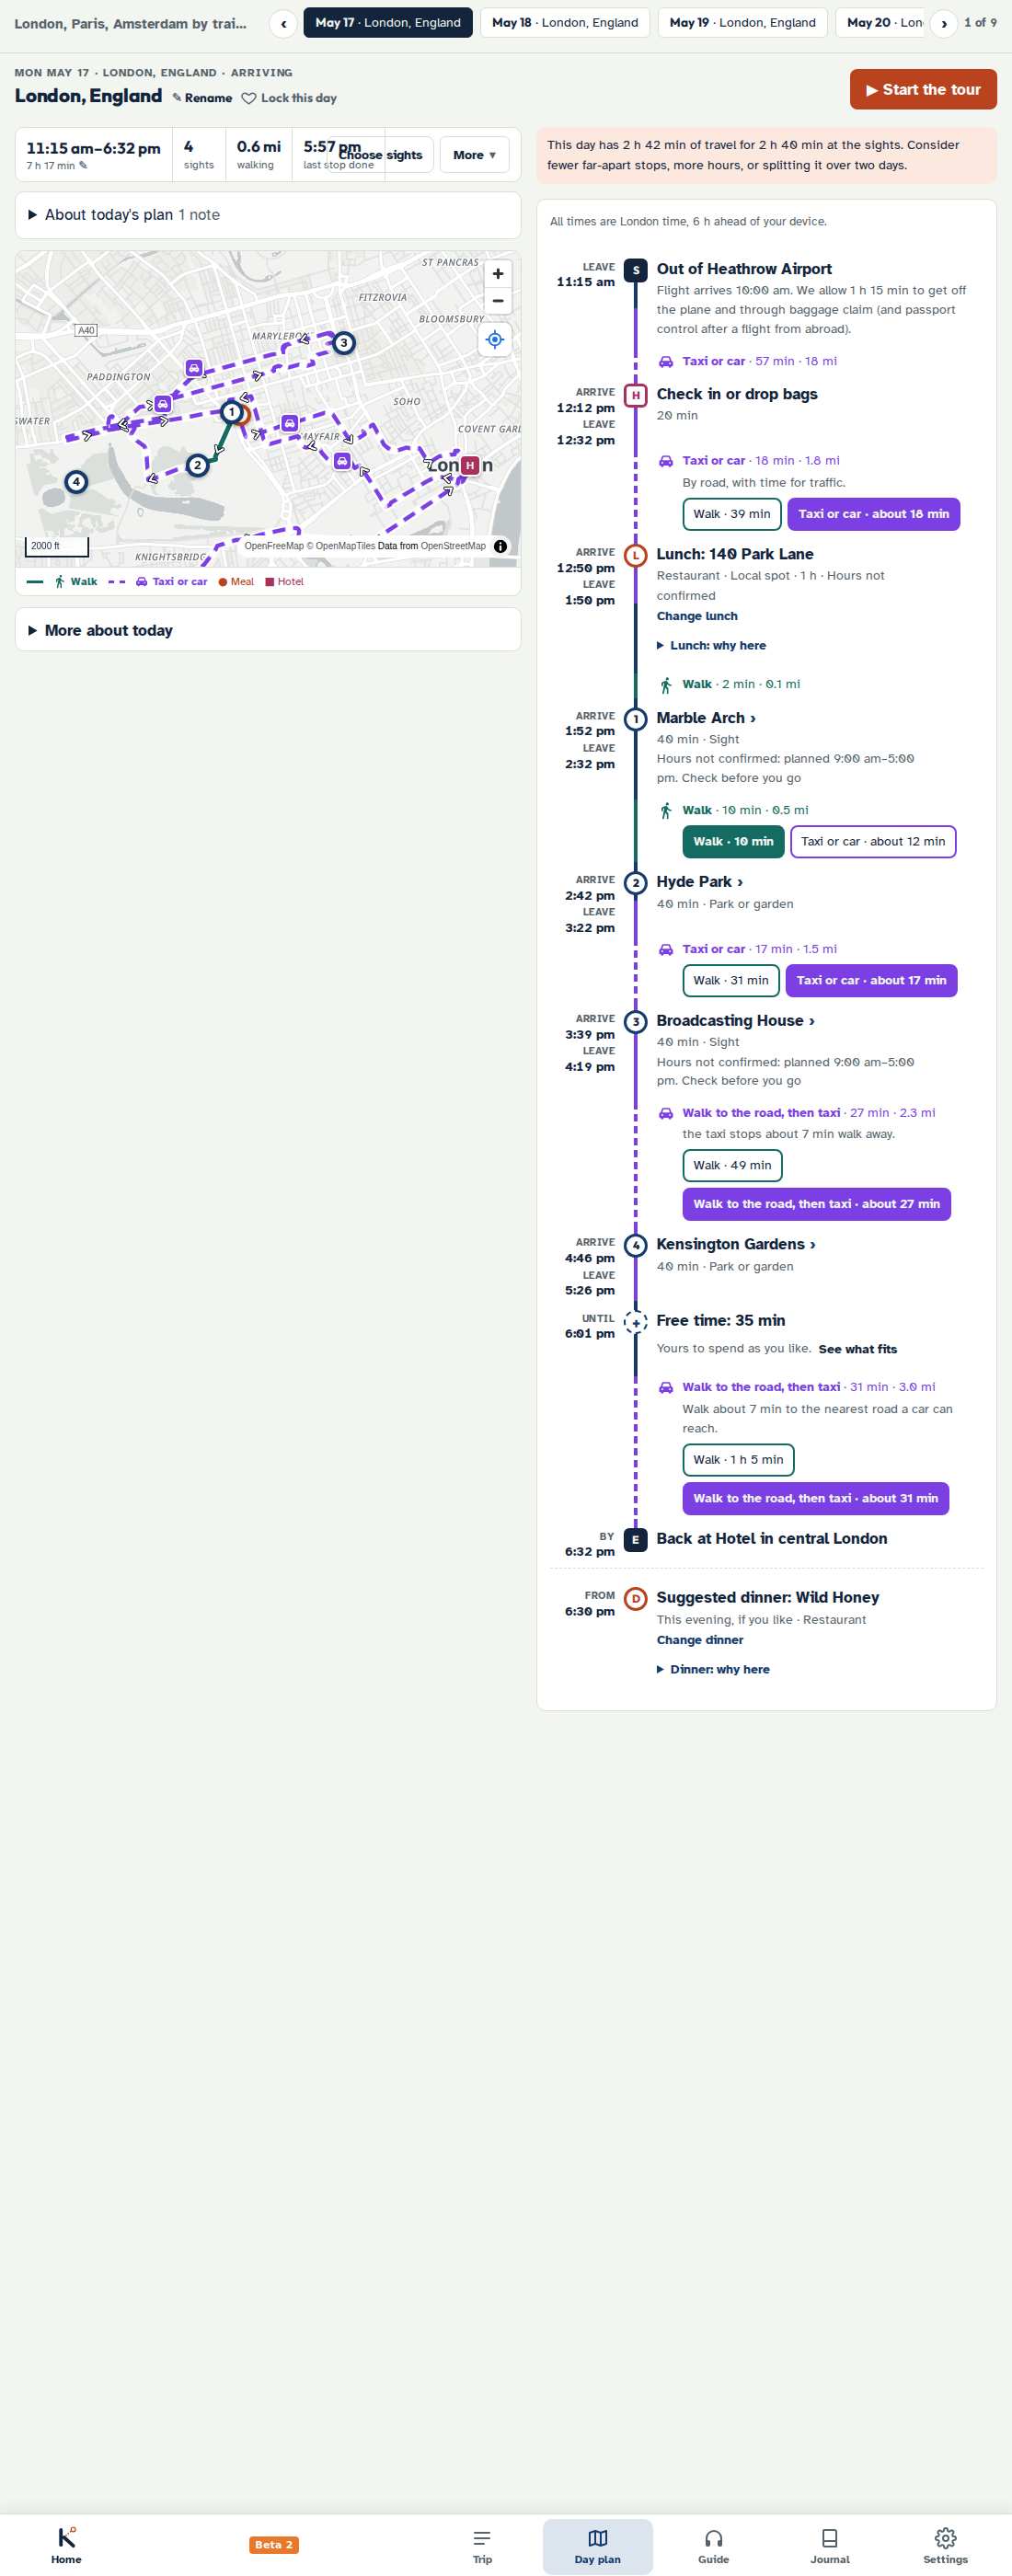 London, Paris, Amsterdam by trai...
‹
May 17 · London, England
May 18 · London, England
May 19 · London, England
May 20 · Lon
›
1 of 9
MON MAY 17 · LONDON, ENGLAND · ARRIVING
London, England ✎ Rename ♡ Lock this day
▶ Start the tour
11:15 am–6:32 pm
7 h 17 min ✎
4
sights
0.6 mi
walking
5:57 pm
last stop done
Choose sights
More ▾
▶ About today's plan 1 note
ST PANCRAS
FITZROVIA
BLOOMSBURY
A40
MARYLEBO
3
PADDINGTON
SOHO
1
SWATER
MAYFAIR
COVENT GARD
2
Lon n
H
4
2000 ft
KNIGHTSBRIDG
OpenFreeMap © OpenMapTiles Data from OpenStreetMap
+
−
Walk
Taxi or car
Meal
Hotel
▶ More about today
This day has 2 h 42 min of travel for 2 h 40 min at the sights. Consider
fewer far-apart stops, more hours, or splitting it over two days.
All times are London time, 6 h ahead of your device.
LEAVE
11:15 am
S
Out of Heathrow Airport
Flight arrives 10:00 am. We allow 1 h 15 min to get off
the plane and through baggage claim (and passport
control after a flight from abroad).
Taxi or car · 57 min · 18 mi
ARRIVE
12:12 pm
LEAVE
12:32 pm
H
Check in or drop bags
20 min
Taxi or car · 18 min · 1.8 mi
By road, with time for traffic.
Walk · 39 min
Taxi or car · about 18 min
ARRIVE
12:50 pm
LEAVE
1:50 pm
L
Lunch: 140 Park Lane
Restaurant · Local spot · 1 h · Hours not
confirmed
Change lunch
▶ Lunch: why here
Walk · 2 min · 0.1 mi
ARRIVE
1:52 pm
LEAVE
2:32 pm
1
Marble Arch ›
40 min · Sight
Hours not confirmed: planned 9:00 am–5:00
pm. Check before you go
Walk · 10 min · 0.5 mi
Walk · 10 min
Taxi or car · about 12 min
ARRIVE
2:42 pm
LEAVE
3:22 pm
2
Hyde Park ›
40 min · Park or garden
Taxi or car · 17 min · 1.5 mi
Walk · 31 min
Taxi or car · about 17 min
ARRIVE
3:39 pm
LEAVE
4:19 pm
3
Broadcasting House ›
40 min · Sight
Hours not confirmed: planned 9:00 am–5:00
pm. Check before you go
Walk to the road, then taxi · 27 min · 2.3 mi
the taxi stops about 7 min walk away.
Walk · 49 min
Walk to the road, then taxi · about 27 min
ARRIVE
4:46 pm
LEAVE
5:26 pm
4
Kensington Gardens ›
40 min · Park or garden
UNTIL
6:01 pm
+
Free time: 35 min
Yours to spend as you like. See what fits
Walk to the road, then taxi · 31 min · 3.0 mi
Walk about 7 min to the nearest road a car can
reach.
Walk · 1 h 5 min
Walk to the road, then taxi · about 31 min
BY
6:32 pm
E
Back at Hotel in central London
FROM
6:30 pm
D
Suggested dinner: Wild Honey
This evening, if you like · Restaurant
Change dinner
▶ Dinner: why here
Home
Beta 2
Trip
Day plan
Guide
Journal
Settings